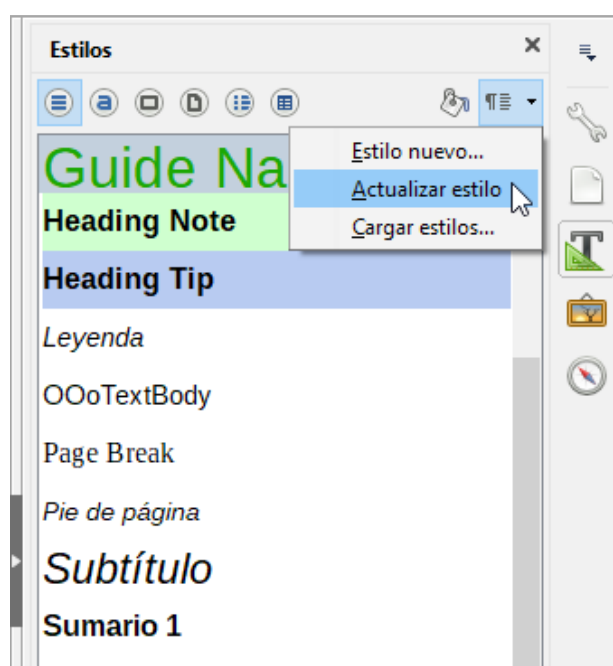 Estilos
Estilo nuevo...
Actualizar estilo
Cargar estilos...
Guide Na
Heading Note
Heading Tip
Leyenda
OOoTextBody
Page Break
Pie de página
Subtítulo
Sumario 1